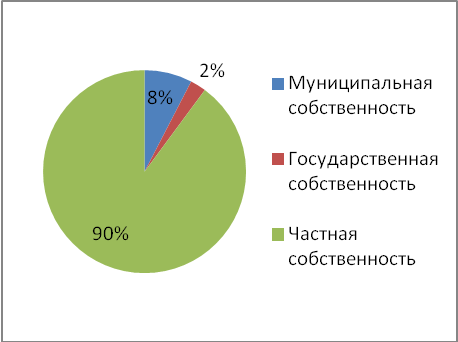 2%
8%
90%
Муниципальная
собственность
Государственная
собственность
Частная
собственность